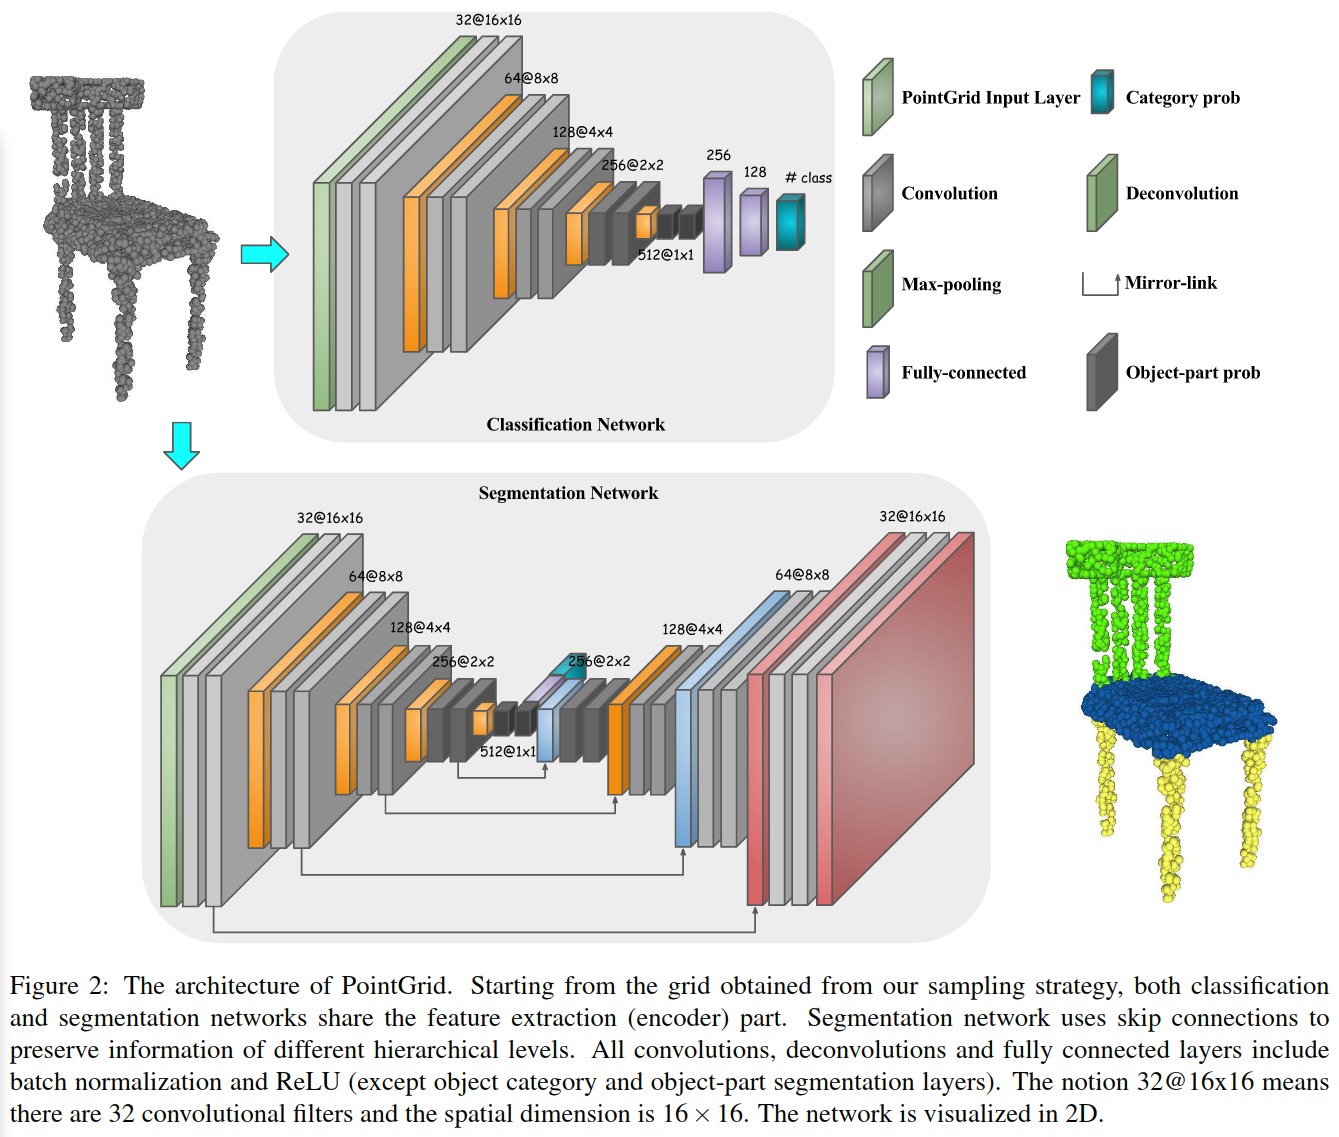 32@16x16
64@8x8
128@4x4
256@2x2
512@1x1
256
128
# class
Classification Network
PointGrid Input Layer
Category prob
Convolution
Deconvolution
Max-pooling
Mirror-link
Fully-connected
Object-part prob
Segmentation Network
32@16x16
64@8x8
128@4x4
256@2x2
512@1x1
256@2x2
128@4x4
64@8x8
32@16x16
Figure 2: The architecture of PointGrid. Starting from the grid obtained from our sampling strategy, both classification
and segmentation networks share the feature extraction (encoder) part. Segmentation network uses skip connections to
preserve information of different hierarchical levels. All convolutions, deconvolutions and fully connected layers include
batch normalization and ReLU (except object category and object-part segmentation layers). The notion 32@16x16 means
there are 32 convolutional filters and the spatial dimension is 16 × 16. The network is visualized in 2D.